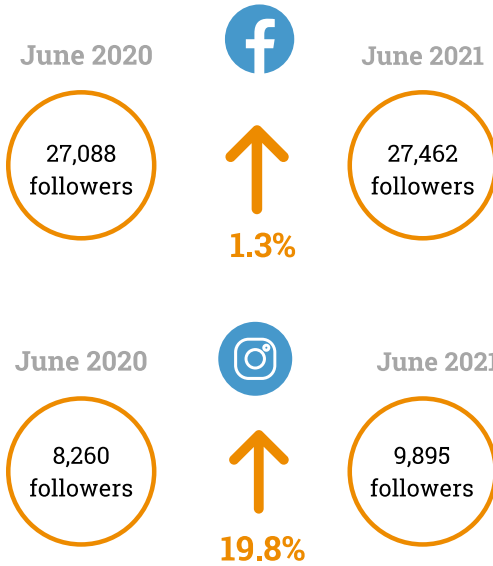 June 2020
June 2021
27,088
followers
27,462
followers
1.3%
June 2020
June 2021
8,260
followers
9,895
followers
19.8%